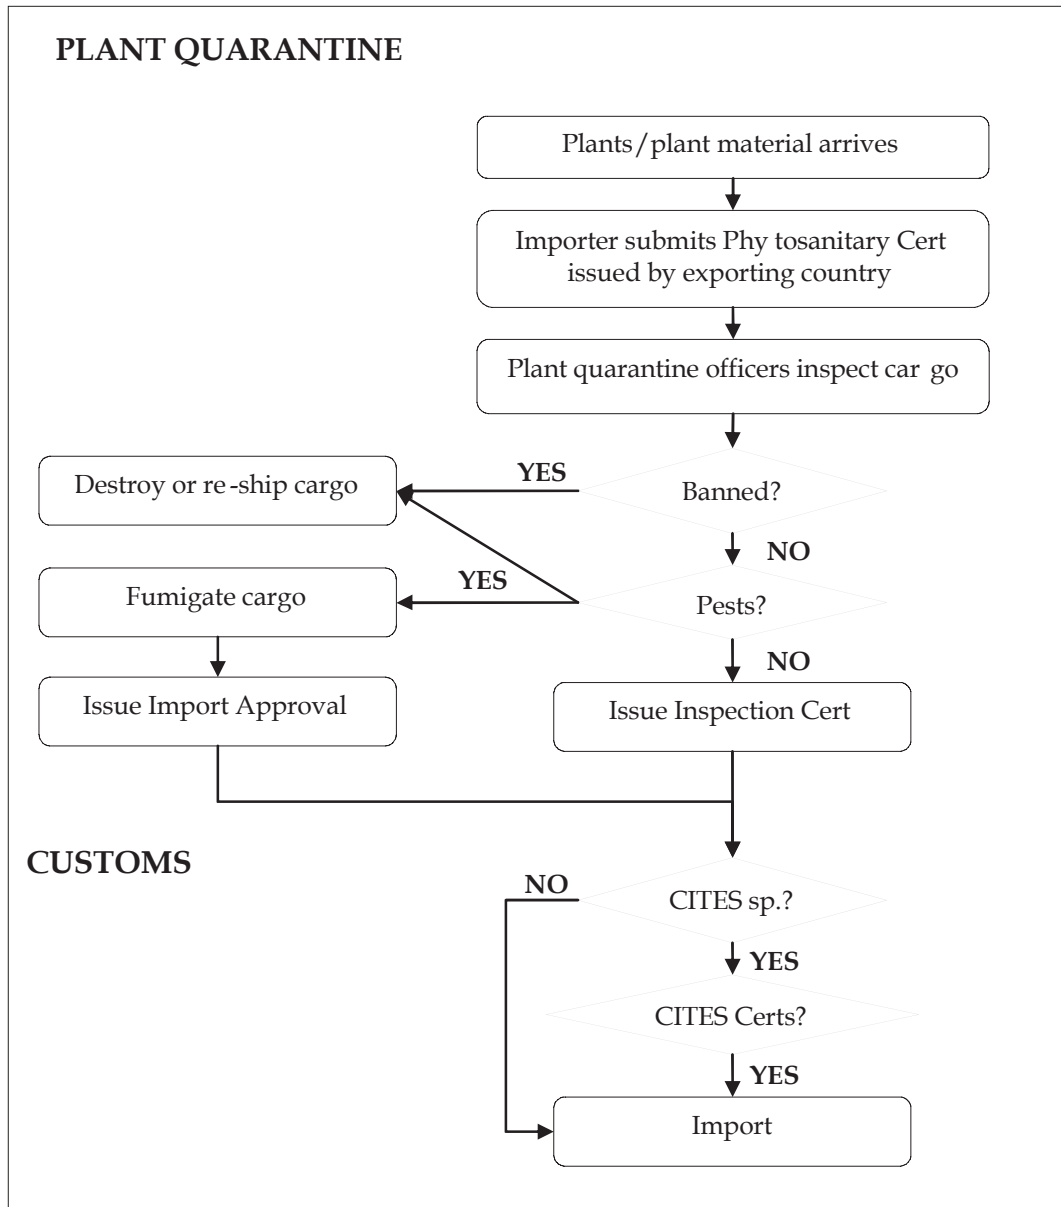 PLANT QUARANTINE
Plants/plant material arrives
Importer submits Phy tosanitary Cert
issued by exporting country
Plant quarantine officers inspect car go
YES
Destroy or re-ship cargo
Banned?
NO
YES
Fumigate cargo
Pests?
NO
Issue Import Approval
Issue Inspection Cert
CUSTOMS
NO
CITES sp.?
YES
CITES Certs?
YES
Import